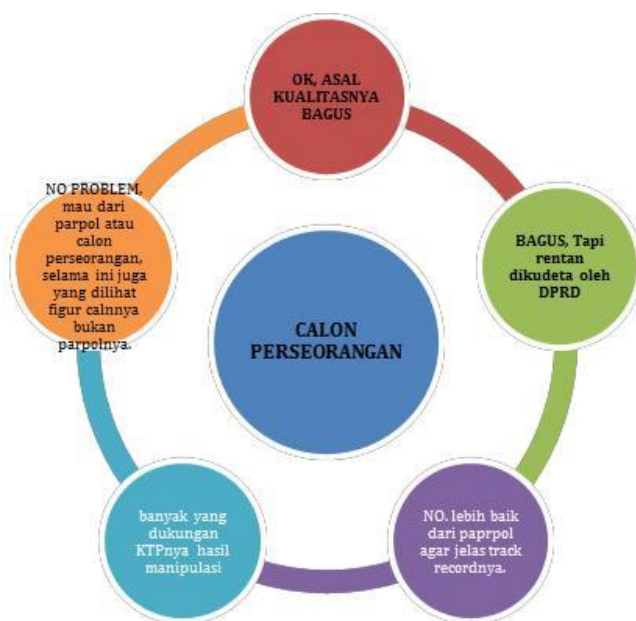 OK, ASAL
KUALITASNYA
BAGUS
BAGUS, Tapi
rentan
dikudeta oleh
DPRD
NO. lebih baik
dari paprpol
agar jelas track
recordnya.
banyak yang
dukungan
KTPnya hasil
manipulasi
NO PROBLEM,
mau dari
parpol atau
calon
perseorangan,
selama ini juga
yang dilihat
figur calnnya
bukan
parpolnya.
CALON
PERSEORANGAN